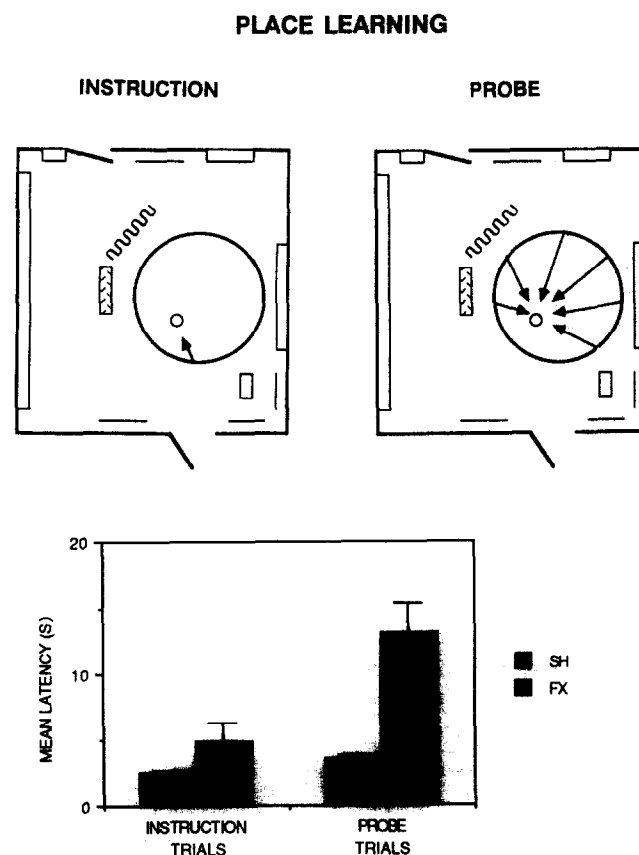 PLACE LEARNING
INSTRUCTION
PROBE
20
10
0
MEAN LATENCY (S)
SH
FX
INSTRUCTION
TRIALS
PROBE
TRIALS